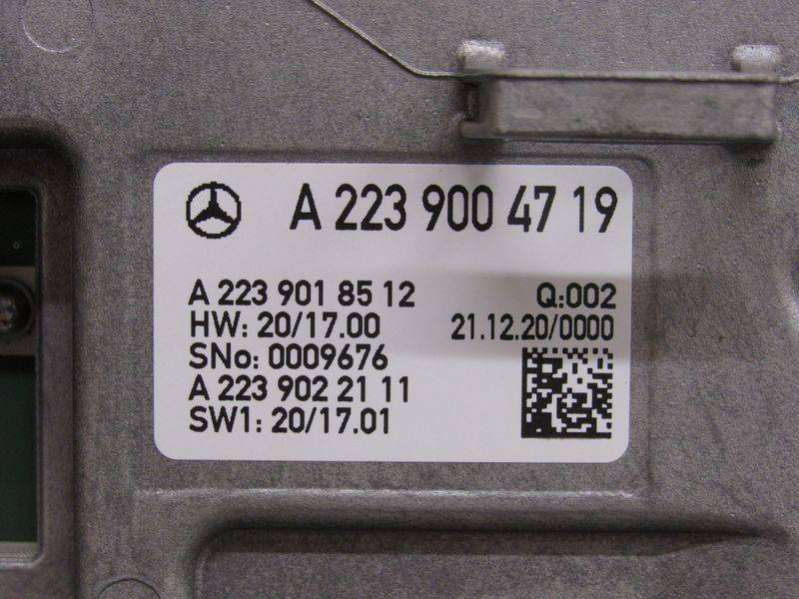 A 223 900 47 19
A 223 901 85 12
Q:002
HW: 20/17.00
21.12.20/0000
SNo: 0009676
A 223 902 21 11
SW1: 20/17.01